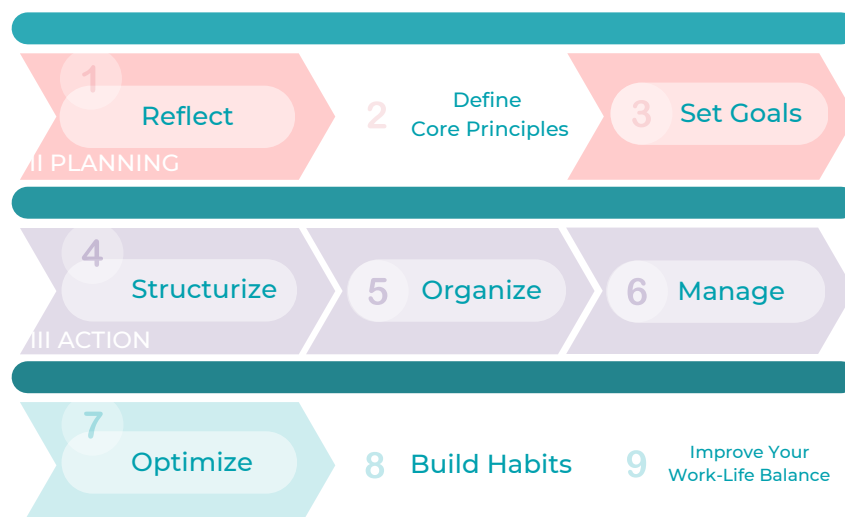 1
Reflect
2
Define
Core Principles
3
Set Goals
II PLANNING
4
Structurize
5
Organize
6
Manage
III ACTION
7
Optimize
8
Build Habits
9
Improve Your
Work-Life Balance